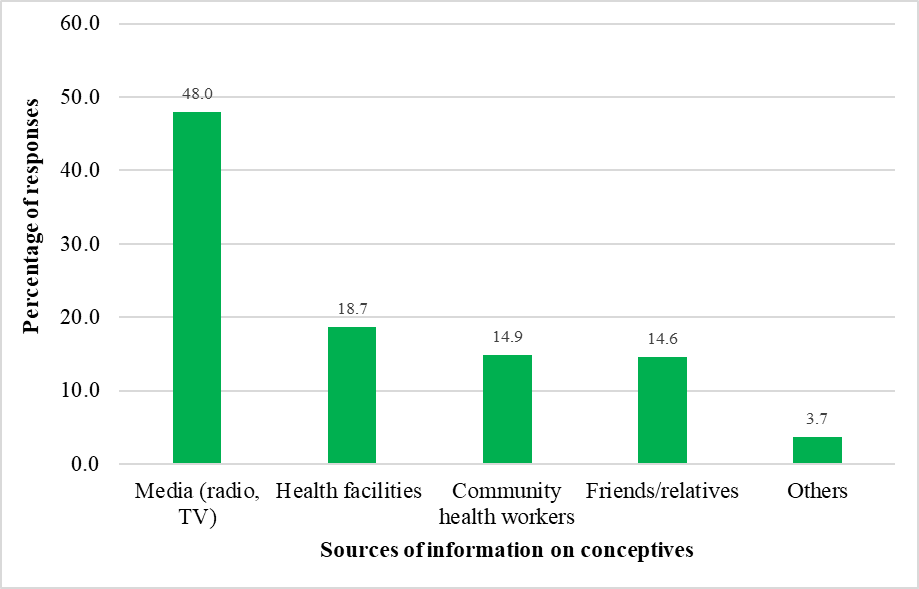 60.0
50.0
40.0
30.0
20.0
10.0
0.0
Percentage of responses
48.0
18.7
14.9
14.6
3.7
Media (radio,
TV)
Health facilities
Community
health workers
Friends/relatives
Others
Sources of information on conceptives